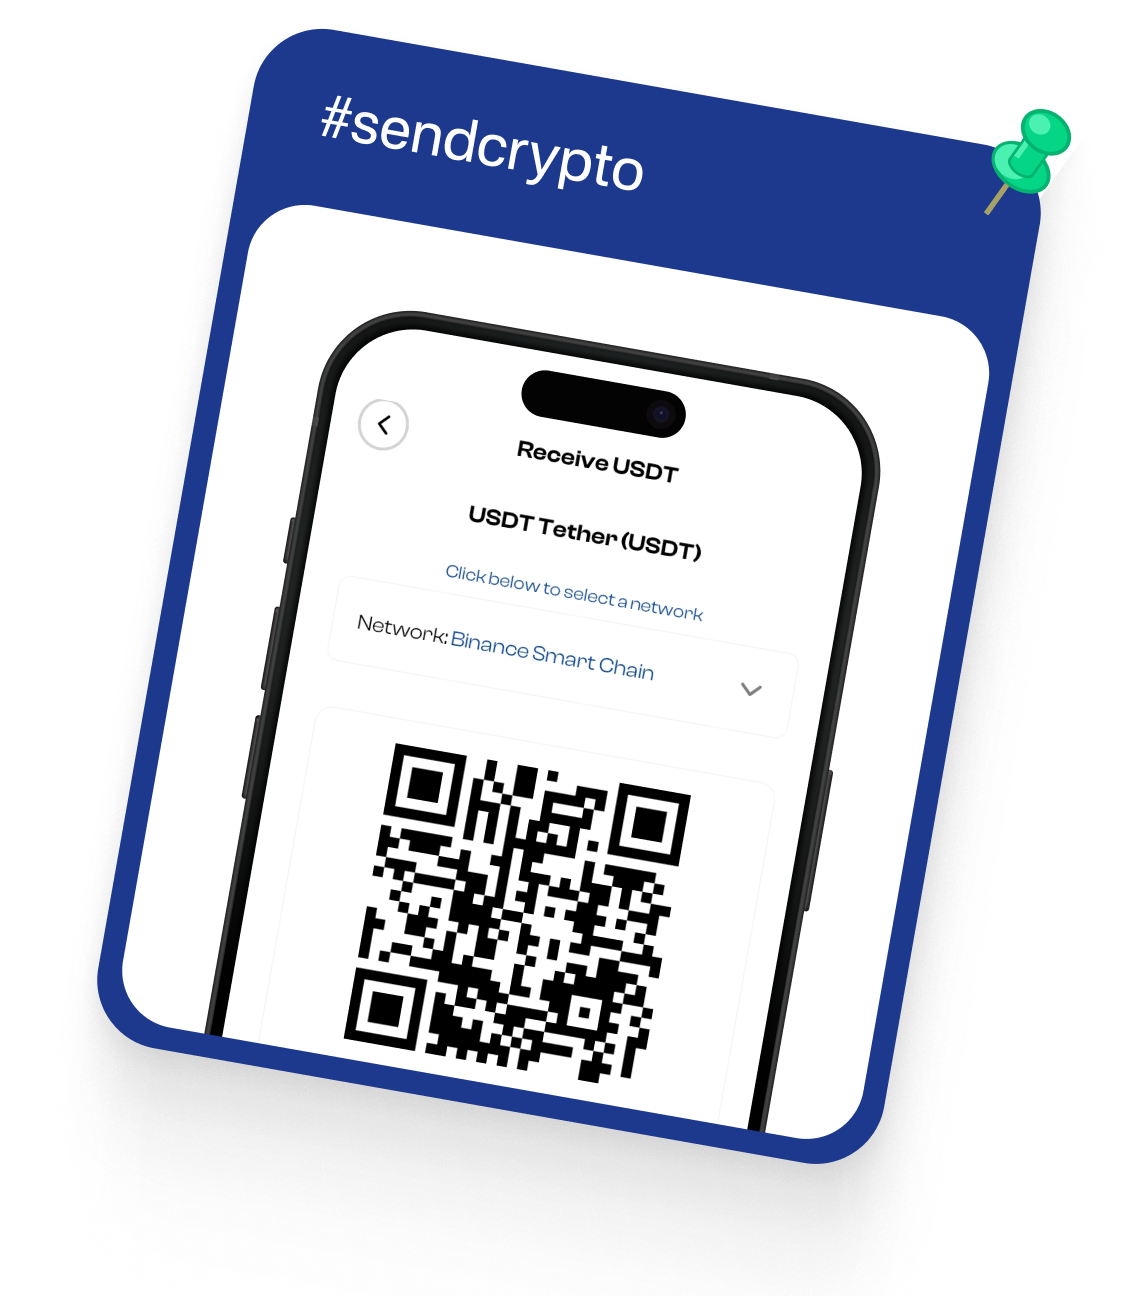 #sendcrypto
Receive USDT
USDT Tether (USDT)
Click below to select a network
Network: Binance Smart Chain